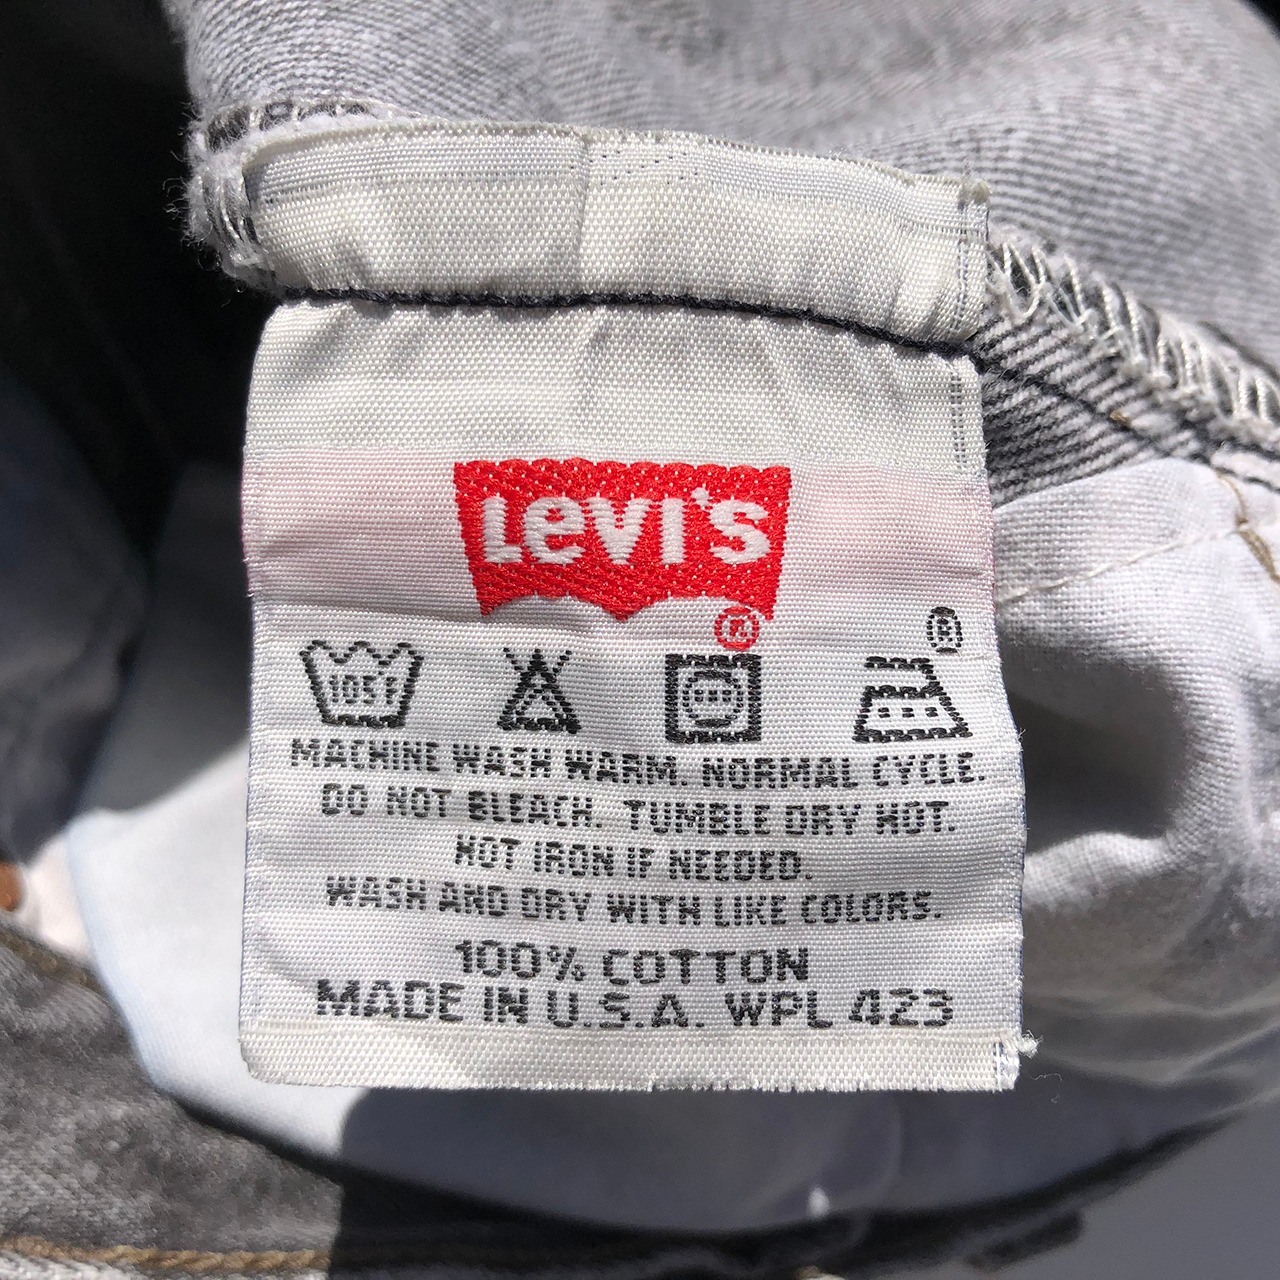 Levi's
®
®
105F
MACHINE WASH WARM. NORMAL CYCLE.
DO NOT BLEACH. TUMBLE DRY HOT.
HOT IRON IF NEEDED.
WASH AND DRY WITH LIKE COLORS.
100% COTTON
MADE IN U.S.A. WPL 423